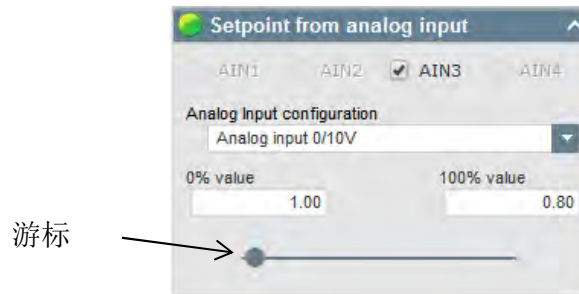 Setpoint from analog input
AIN1 AIN2 AIN3 AIN4
Analog Input configuration
Analog input 0/10V
0% value 100% value
1.00 0.80
游标